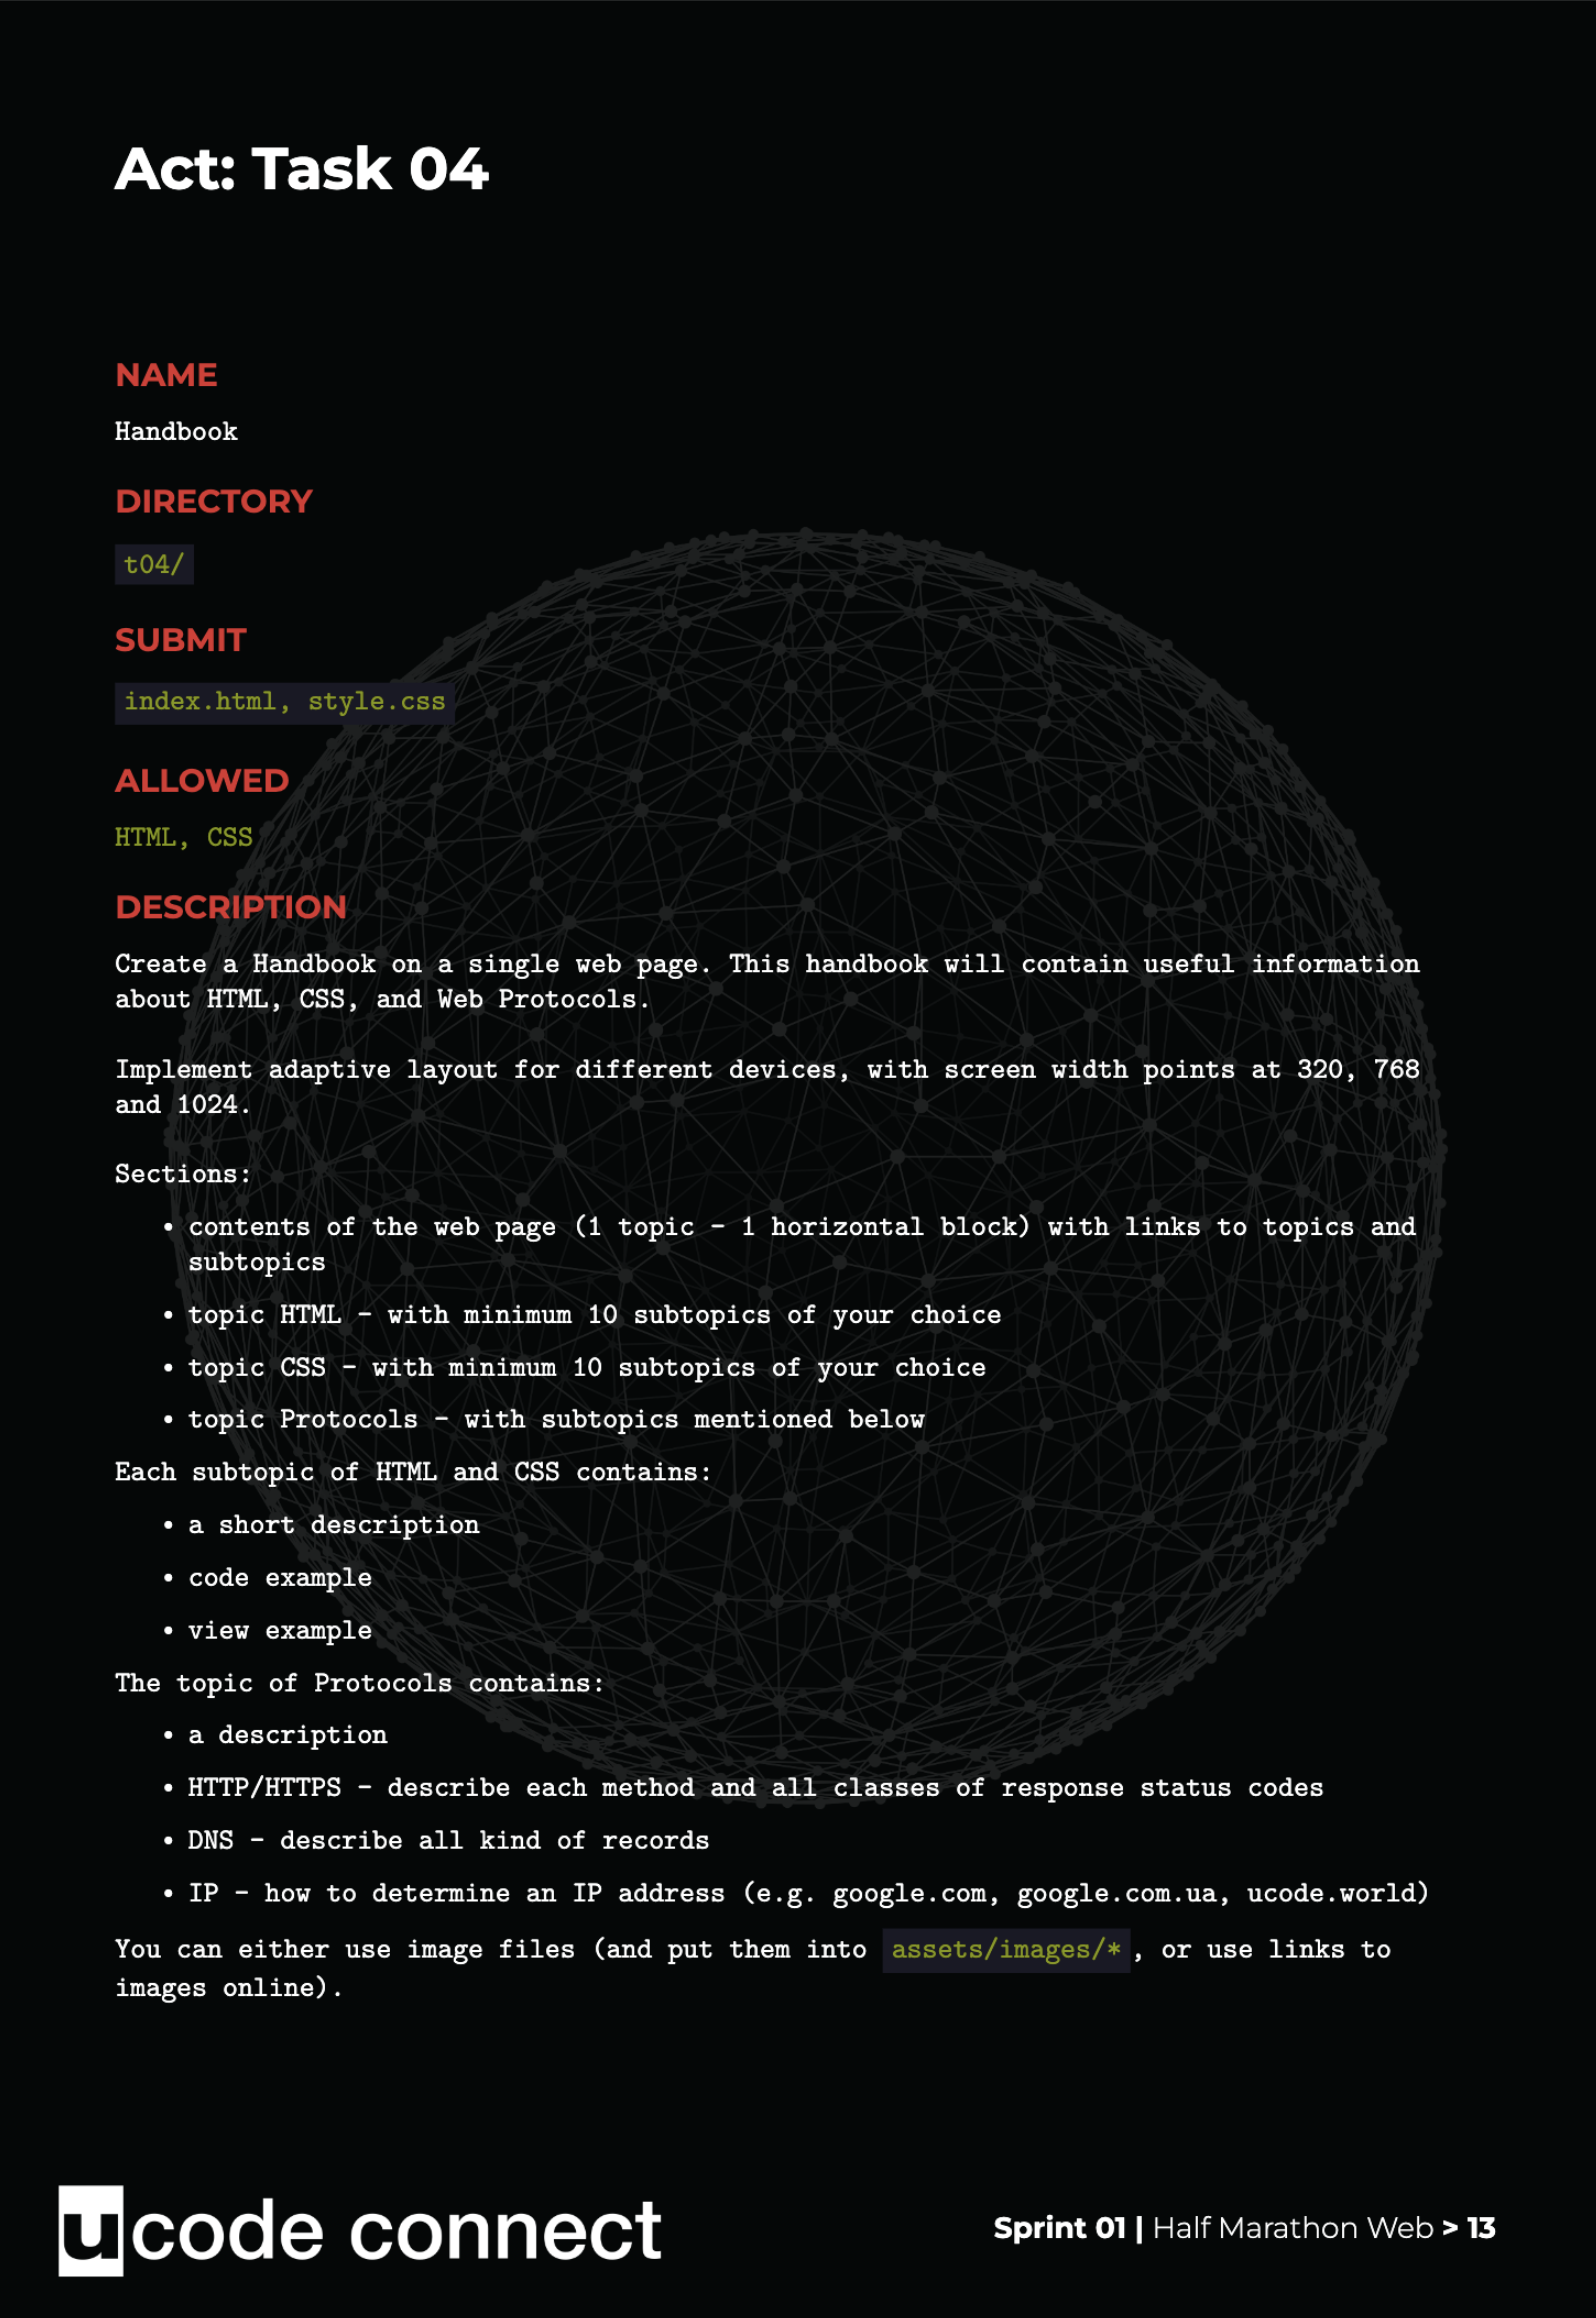 Act: Task 04
NAME
Handbook
DIRECTORY
t04/
SUBMIT
index.html, style.css
ALLOWED
HTML, CSS
DESCRIPTION
Create a Handbook on a single web page. This handbook will contain useful information
about HTML, CSS, and Web Protocols.
Implement adaptive layout for different devices, with screen width points at 320, 768
and 1024.
Sections:
• contents of the web page (1 topic - 1 horizontal block) with links to topics and
subtopics
• topic HTML - with minimum 10 subtopics of your choice
• topic CSS - with minimum 10 subtopics of your choice
• topic Protocols - with subtopics mentioned below
Each subtopic of HTML and CSS contains:
• a short description
• code example
• view example
The topic of Protocols contains:
• a description
• HTTP/HTTPS - describe each method and all classes of response status codes
• DNS - describe all kind of records
• IP - how to determine an IP address (e.g. google.com, google.com.ua, ucode.world)
You can either use image files (and put them into assets/images/*, or use links to
images online).
ucode connect
Sprint 01 | Half Marathon Web > 13